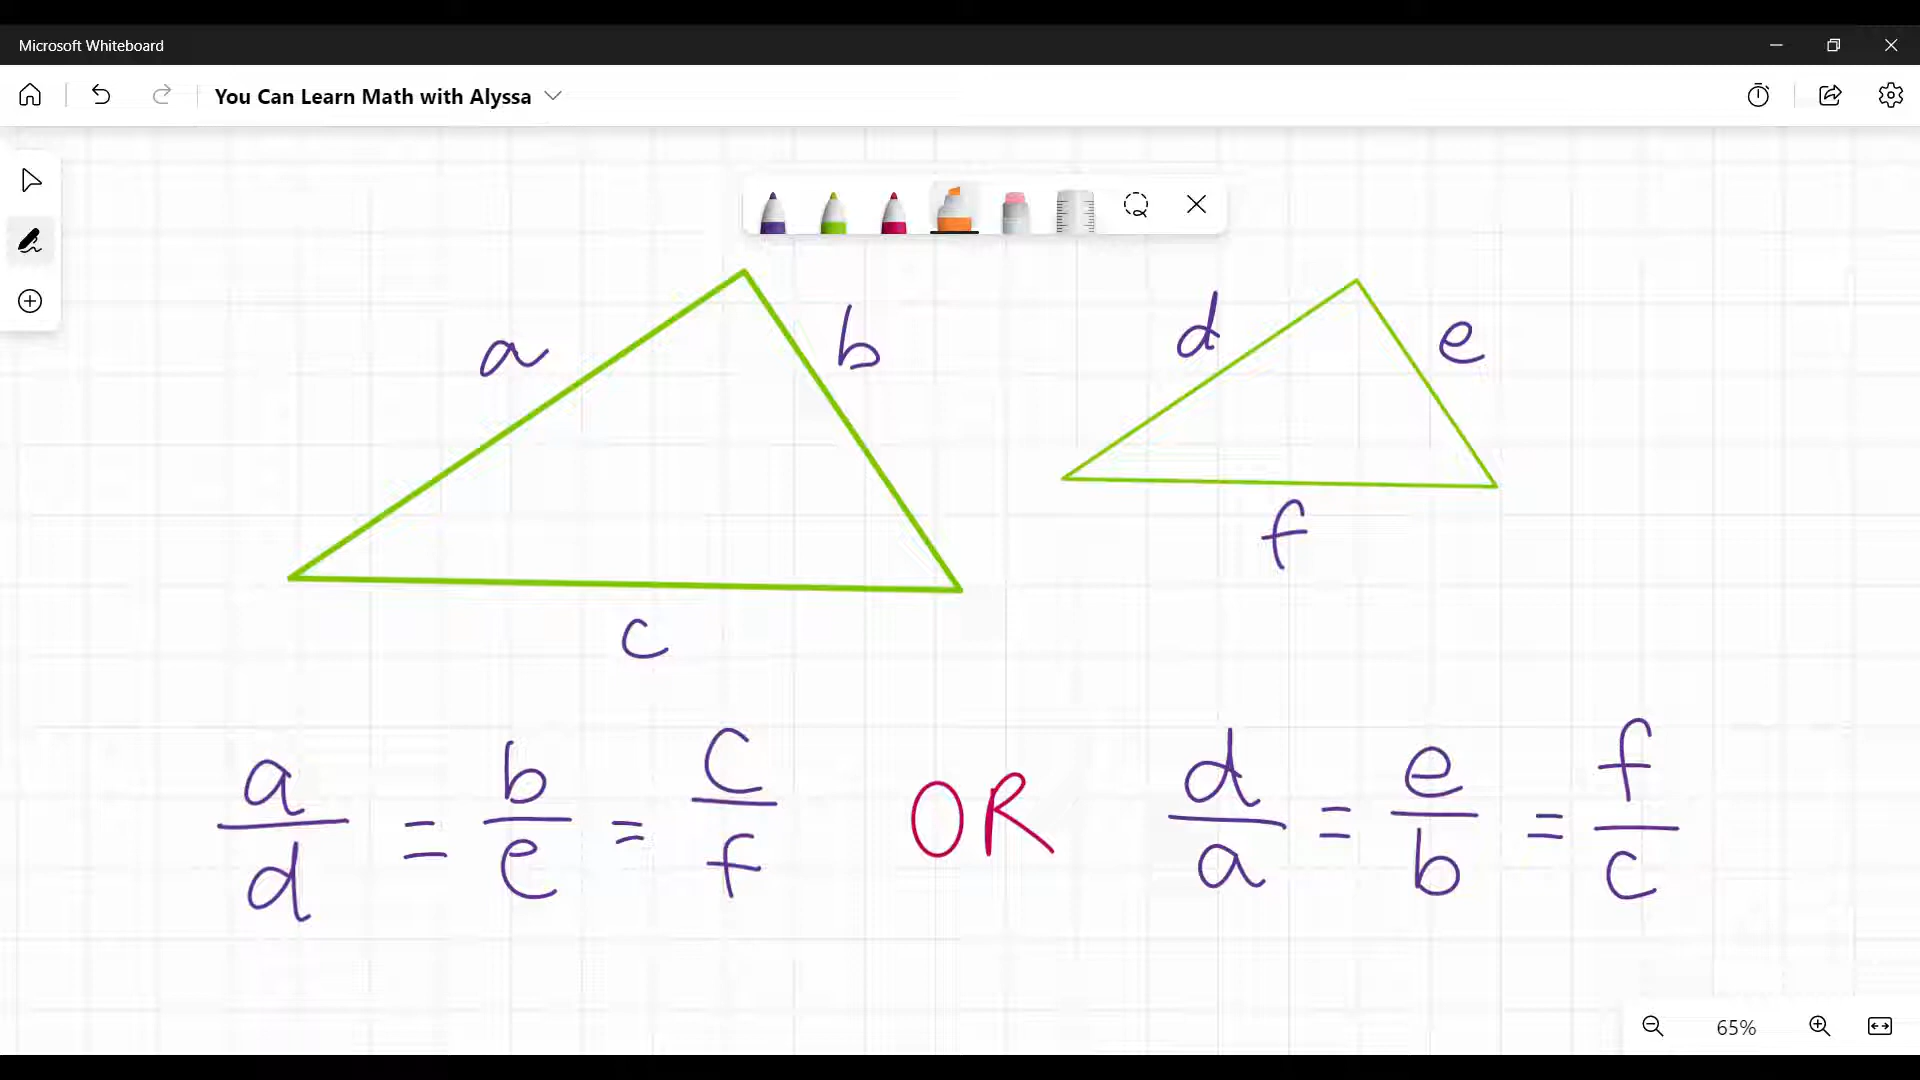 Microsoft Whiteboard
You Can Learn Math with Alyssa
a b d e
c f
a/d = b/e = c/f OR d/a = e/b = f/c
65%